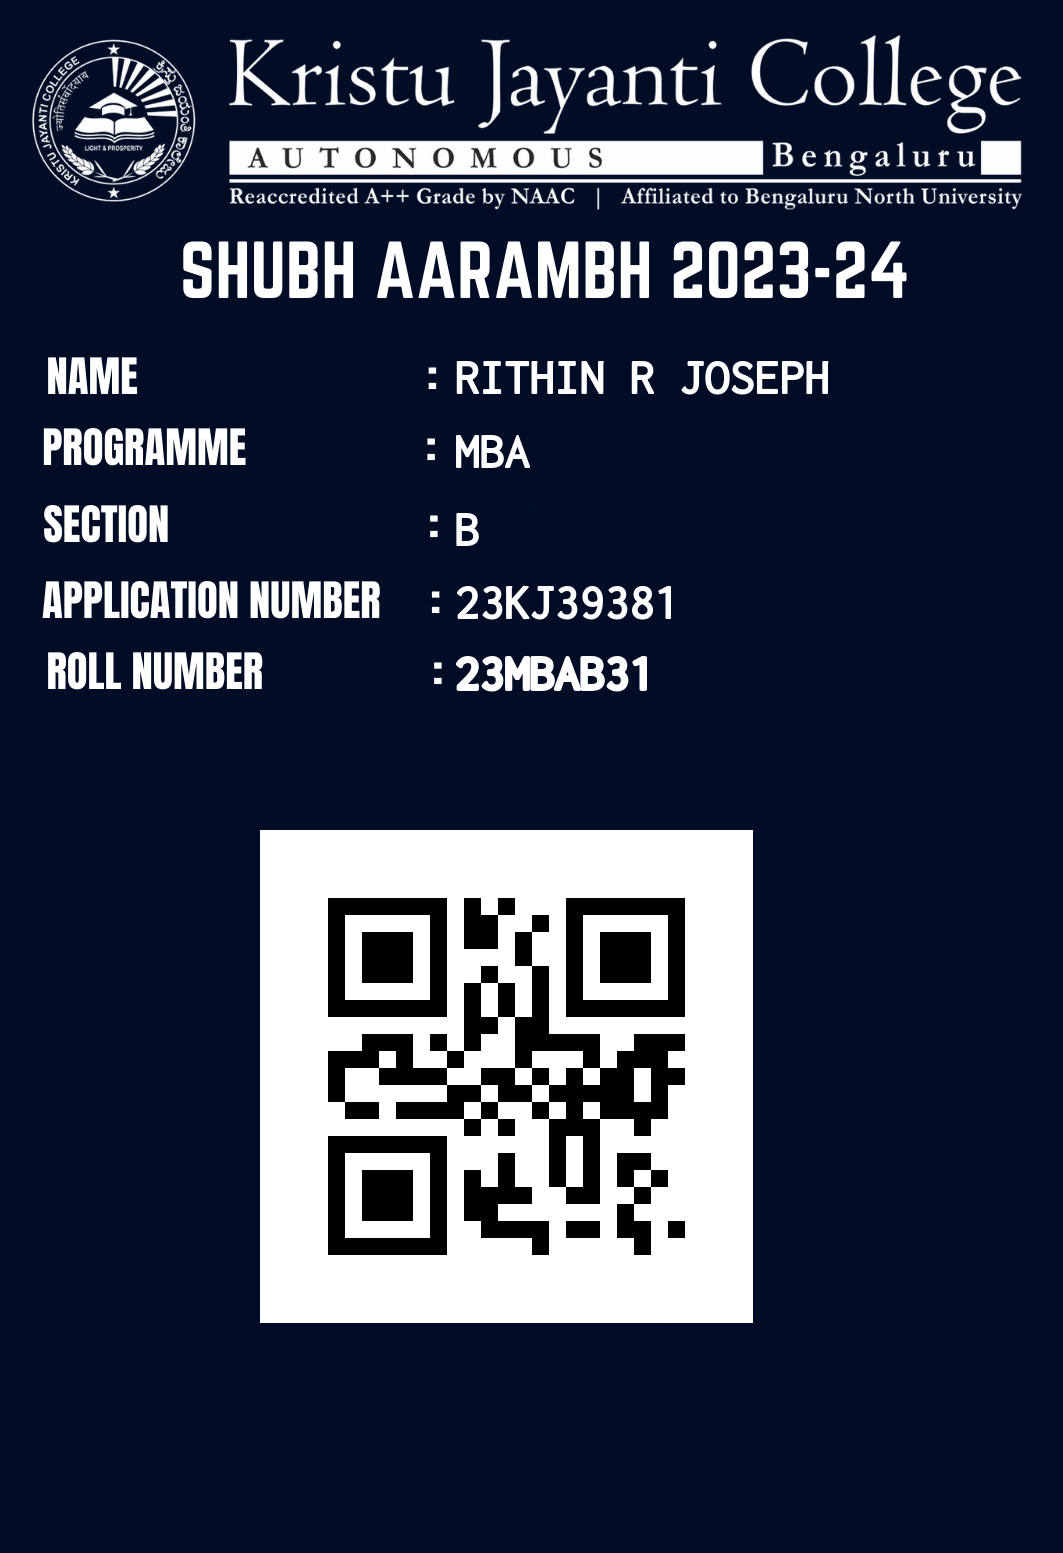 Kristu Jayanti College
AUTONOMOUS Bengaluru
Reaccredited A++ Grade by NAAC | Affiliated to Bengaluru North University
KRISTU JAYANTI COLLEGE
LIGHT & PROSPERITY
SHUBH AARAMBH 2023-24
NAME : RITHIN R JOSEPH
PROGRAMME : MBA
SECTION : B
APPLICATION NUMBER : 23KJ39381
ROLL NUMBER : 23MBAB31